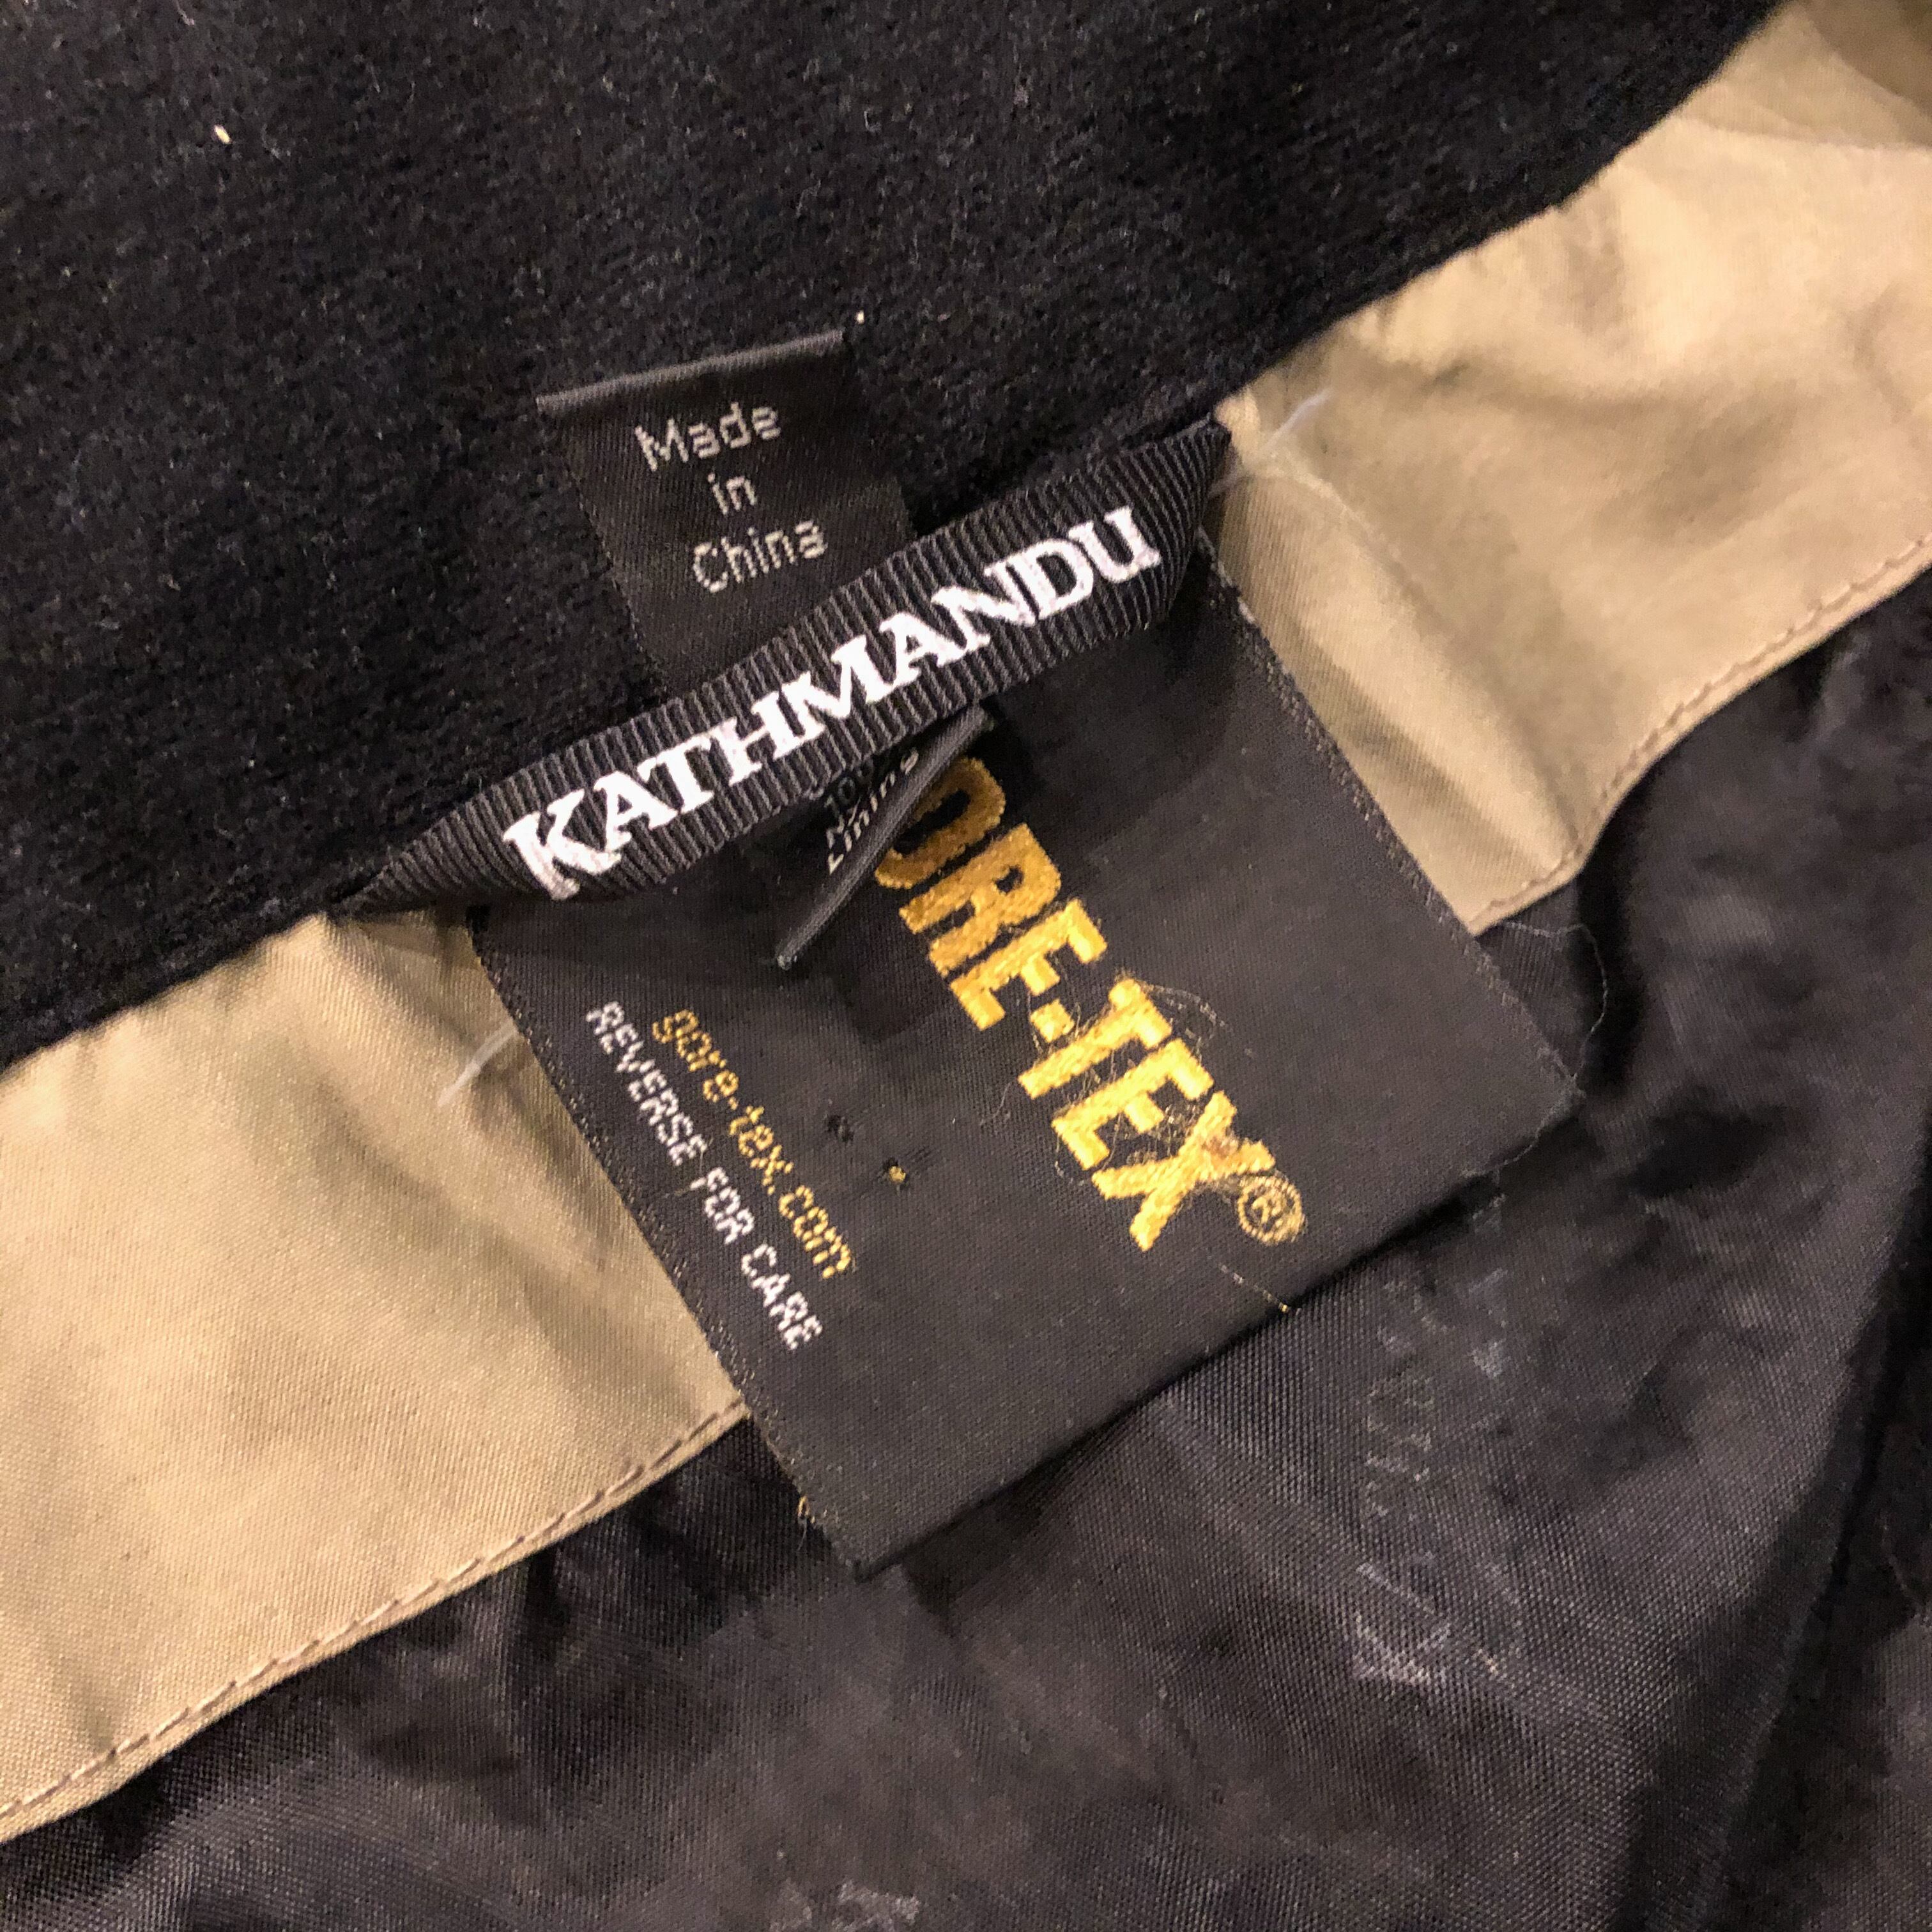 Made
in
China
KATHMANDU
ORE-TEX®
gore-tex.com
REVERSE FOR CARE